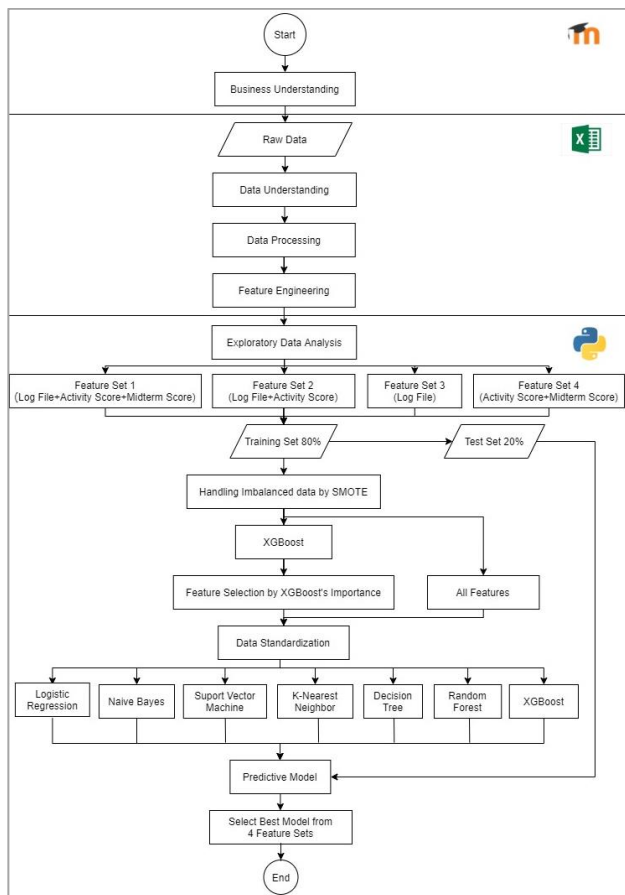 Start
Business Understanding
Raw Data
Data Understanding
Data Processing
Feature Engineering
Exploratory Data Analysis
Feature Set 1
(Log File+Activity Score+Midterm Score)
Feature Set 2
(Log File+Activity Score)
Feature Set 3
(Log File)
Feature Set 4
(Activity Score+Midterm Score)
Training Set 80%
Test Set 20%
Handling Imbalanced data by SMOTE
XGBoost
Feature Selection by XGBoost's Importance
All Features
Data Standardization
Logistic
Regression
Naive Bayes
Suport Vector
Machine
K-Nearest
Neighbor
Decision
Tree
Random
Forest
XGBoost
Predictive Model
Select Best Model from
4 Feature Sets
End